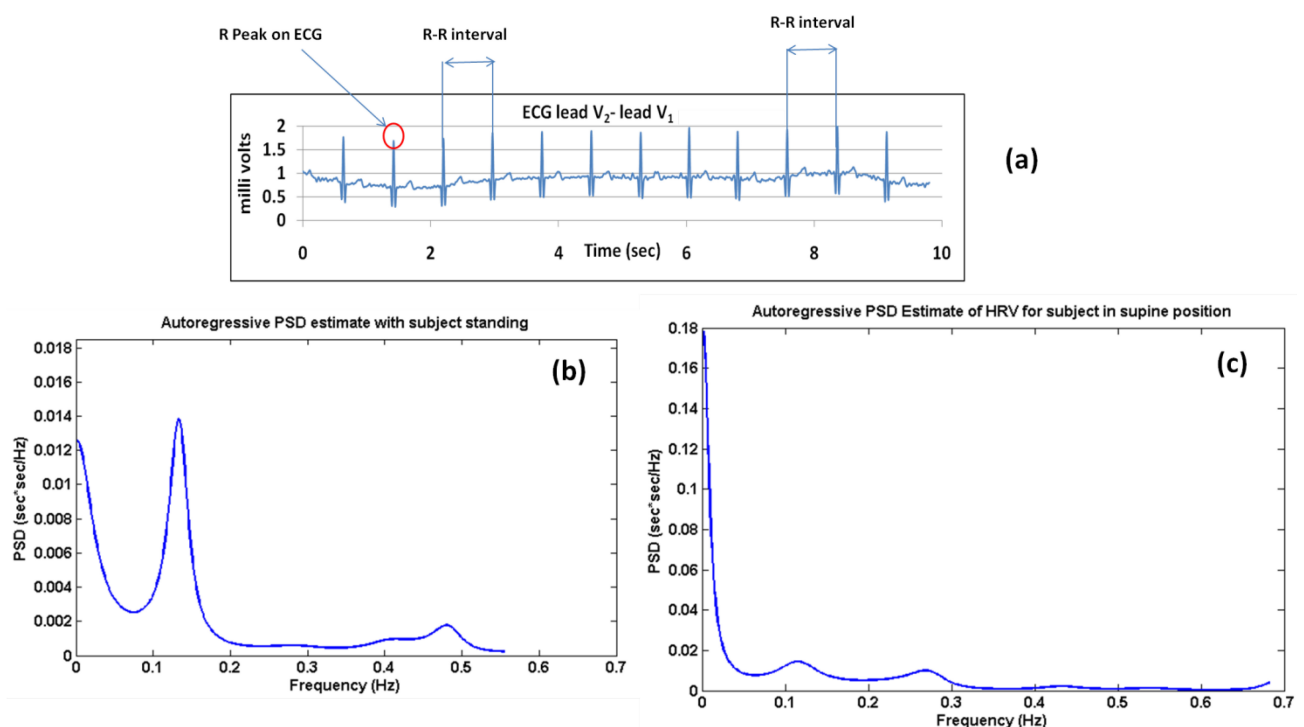 R Peak on ECG
R-R interval
R-R interval
ECG lead V₂- lead V₁
milli volts
2
1.5
1
0.5
0
0 2 4 6 8 10
Time (sec)
(a)
Autoregressive PSD estimate with subject standing
(b)
PSD (sec*sec/Hz)
0.018
0.016
0.014
0.012
0.01
0.008
0.006
0.004
0.002
0
0 0.1 0.2 0.3 0.4 0.5 0.6 0.7
Frequency (Hz)
Autoregressive PSD Estimate of HRV for subject in supine position
(c)
PSD (sec*sec/Hz)
0.18
0.16
0.14
0.12
0.1
0.08
0.06
0.04
0.02
0
0 0.1 0.2 0.3 0.4 0.5 0.6 0.7
Frequency (Hz)